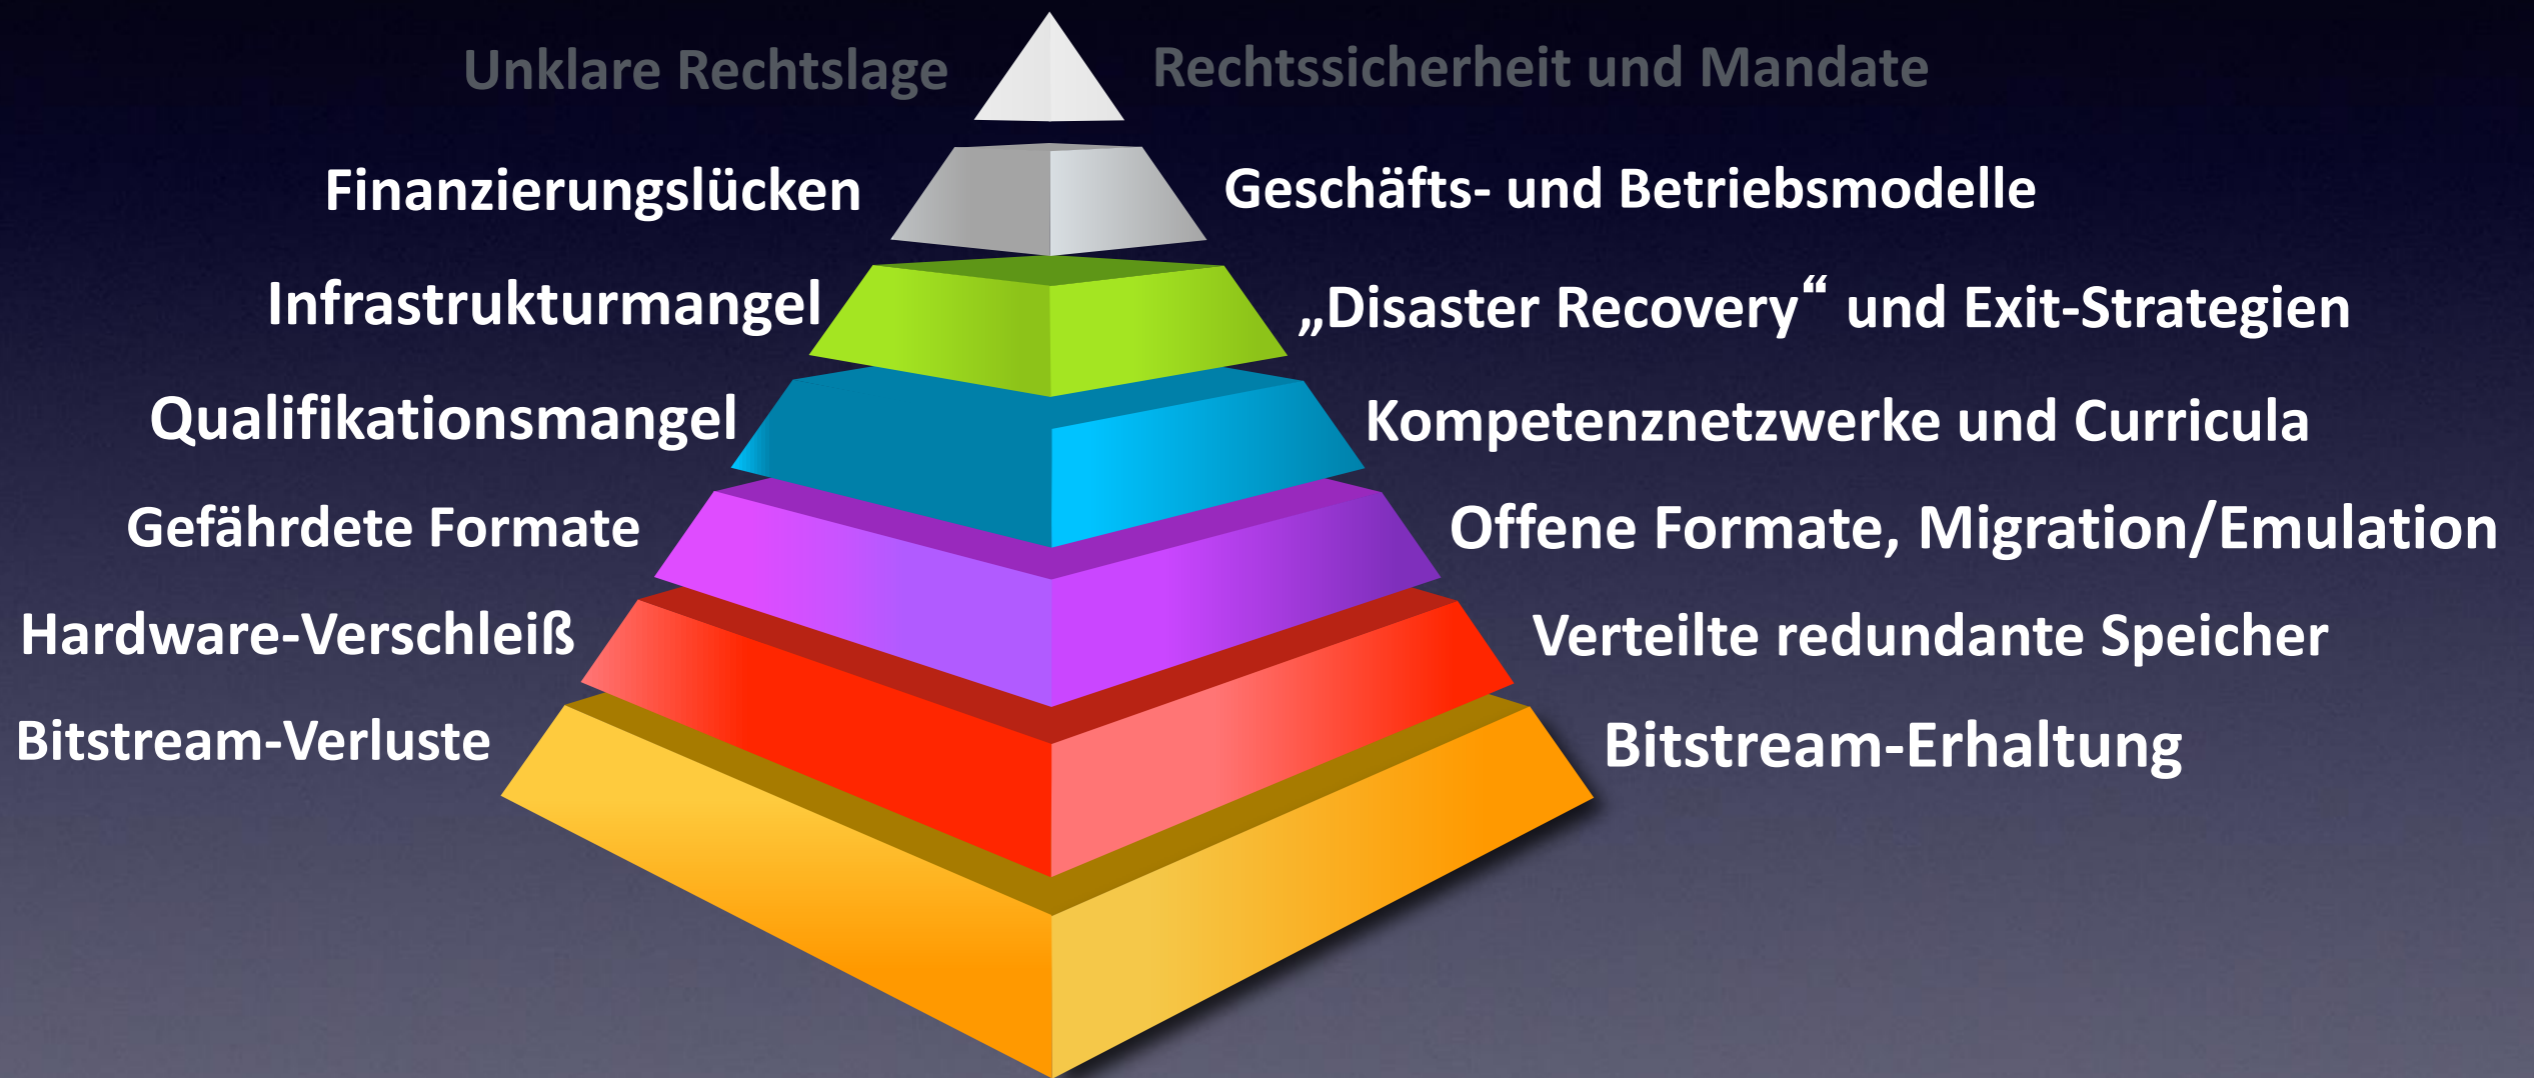 Unklare Rechtslage
Rechtssicherheit und Mandate
Finanzierungslücken
Geschäfts- und Betriebsmodelle
Infrastrukturmangel
„Disaster Recovery“ und Exit-Strategien
Qualifikationsmangel
Kompetenznetzwerke und Curricula
Gefährdete Formate
Offene Formate, Migration/Emulation
Hardware-Verschleiß
Verteilte redundante Speicher
Bitstream-Verluste
Bitstream-Erhaltung